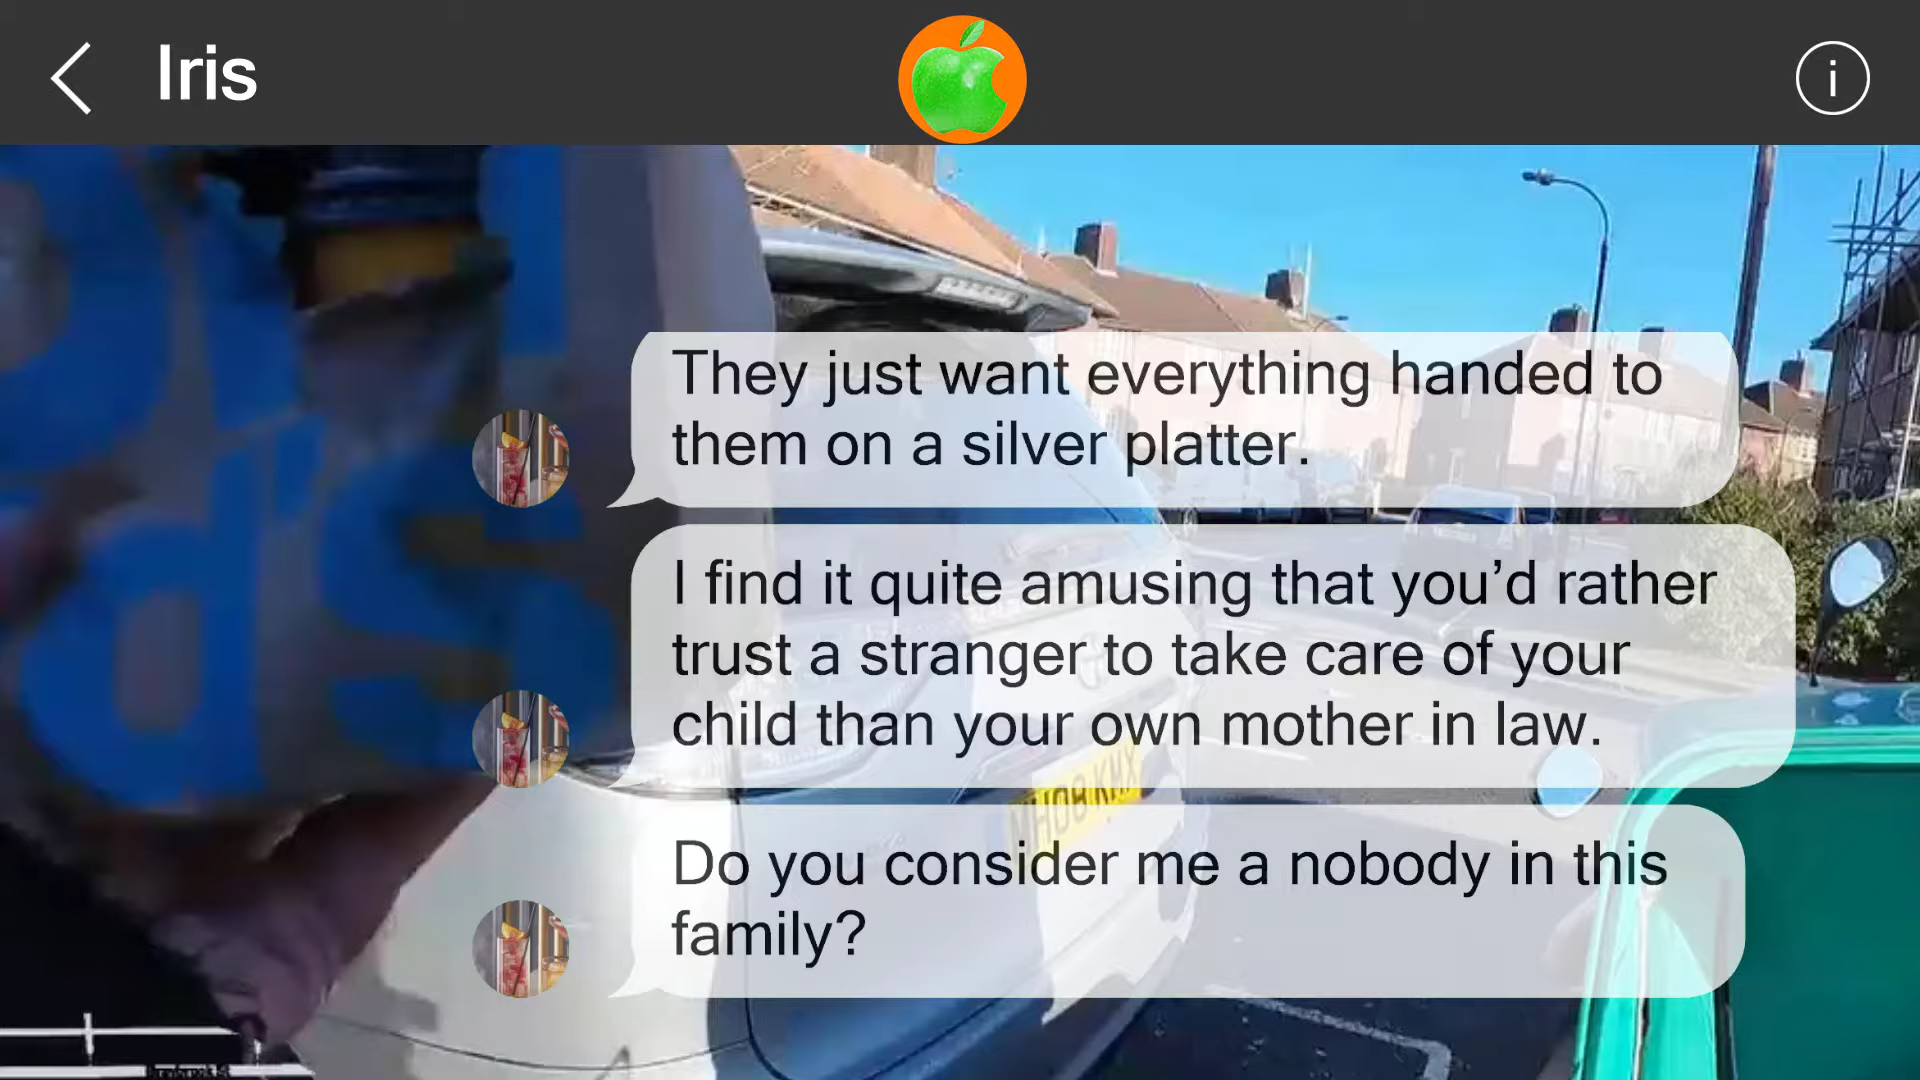 Iris
i
They just want everything handed to
them on a silver platter.
I find it quite amusing that you’d rather
trust a stranger to take care of your
child than your own mother in law.
Do you consider me a nobody in this
family?
d's